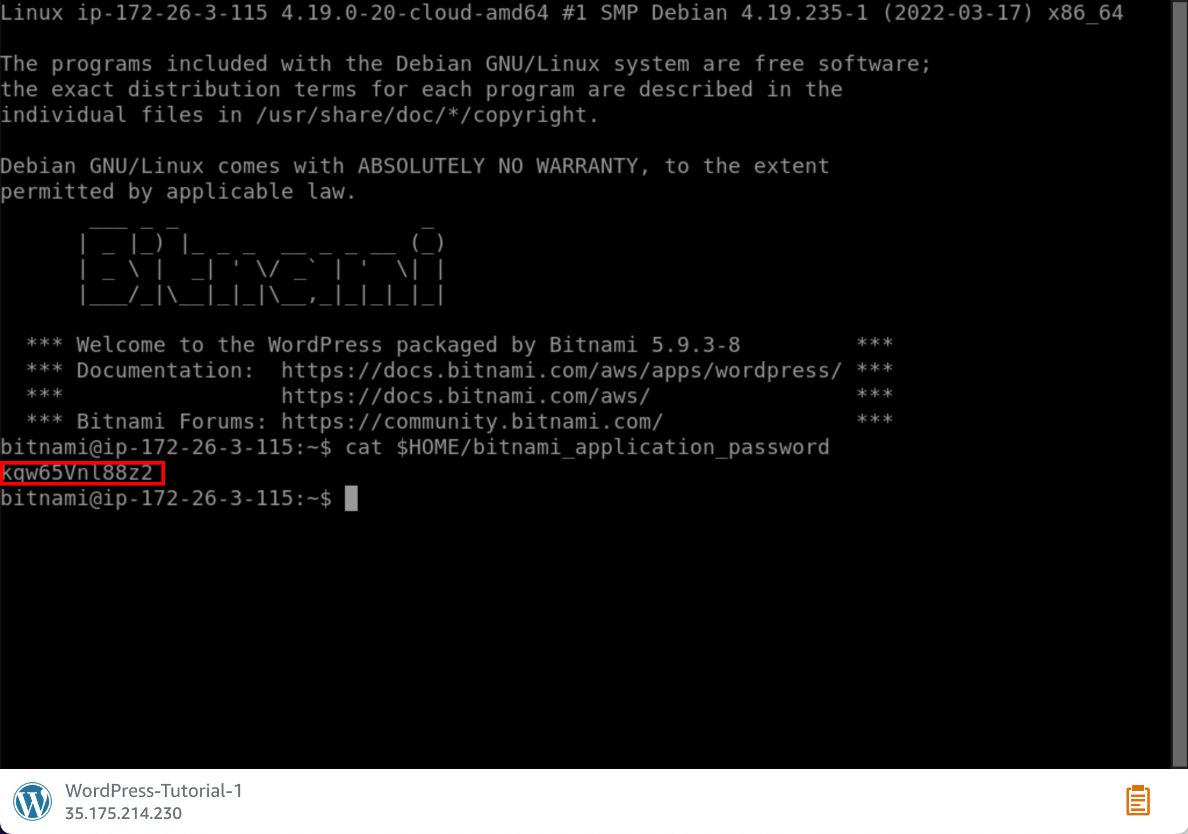 Linux ip-172-26-3-115 4.19.0-20-cloud-amd64 #1 SMP Debian 4.19.235-1 (2022-03-17) x86_64
The programs included with the Debian GNU/Linux system are free software;
the exact distribution terms for each program are described in the
individual files in /usr/share/doc/*/copyright.
Debian GNU/Linux comes with ABSOLUTELY NO WARRANTY, to the extent
permitted by applicable law.
Bitnami
*** Welcome to the WordPress packaged by Bitnami 5.9.3-8 ***
*** Documentation: https://docs.bitnami.com/aws/apps/wordpress/ ***
*** https://docs.bitnami.com/aws/ ***
*** Bitnami Forums: https://community.bitnami.com/ ***
bitnami@ip-172-26-3-115:~$ cat $HOME/bitnami_application_password
kqw65Vnl88z2
bitnami@ip-172-26-3-115:~$
WordPress-Tutorial-1
35.175.214.230